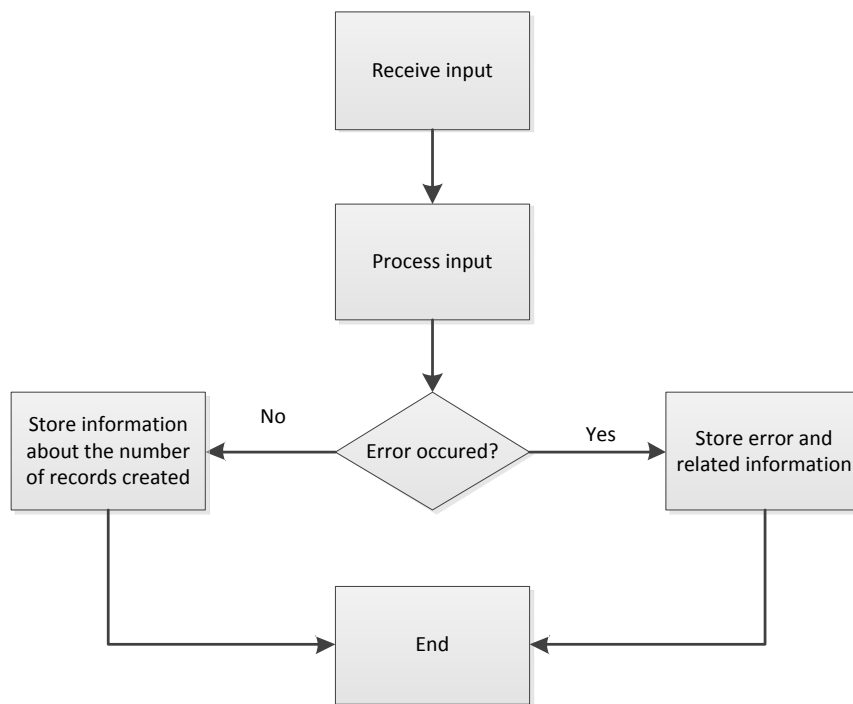 Receive input
Process input
No
Store information
about the number
of records created
Error occured?
Yes
Store error and
related information
End